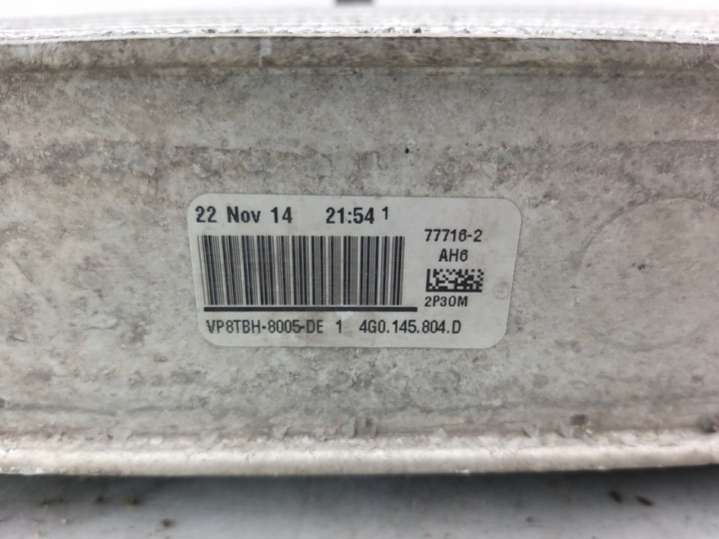 22 Nov 14 21:54 1
77716-2
AH6
2P30M
VP8TBH-8005-DE 1 4G0.145.804.D